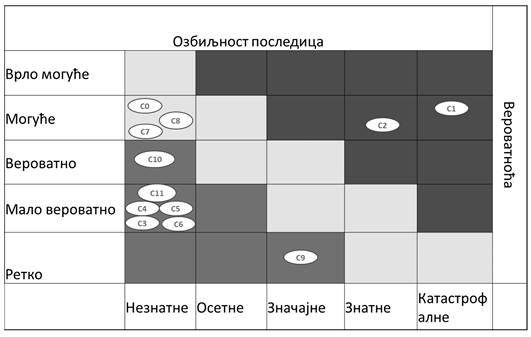 Озбиљност последица
Врло могуће
Могуће
C0
C8
C7
C2
C1
Вероватно
C10
Мало вероватно
C11
C4
C5
C3
C6
Ретко
C9
Незнатне
Осетне
Значајне
Знатне
Катастроф
алне
Вероватноћа